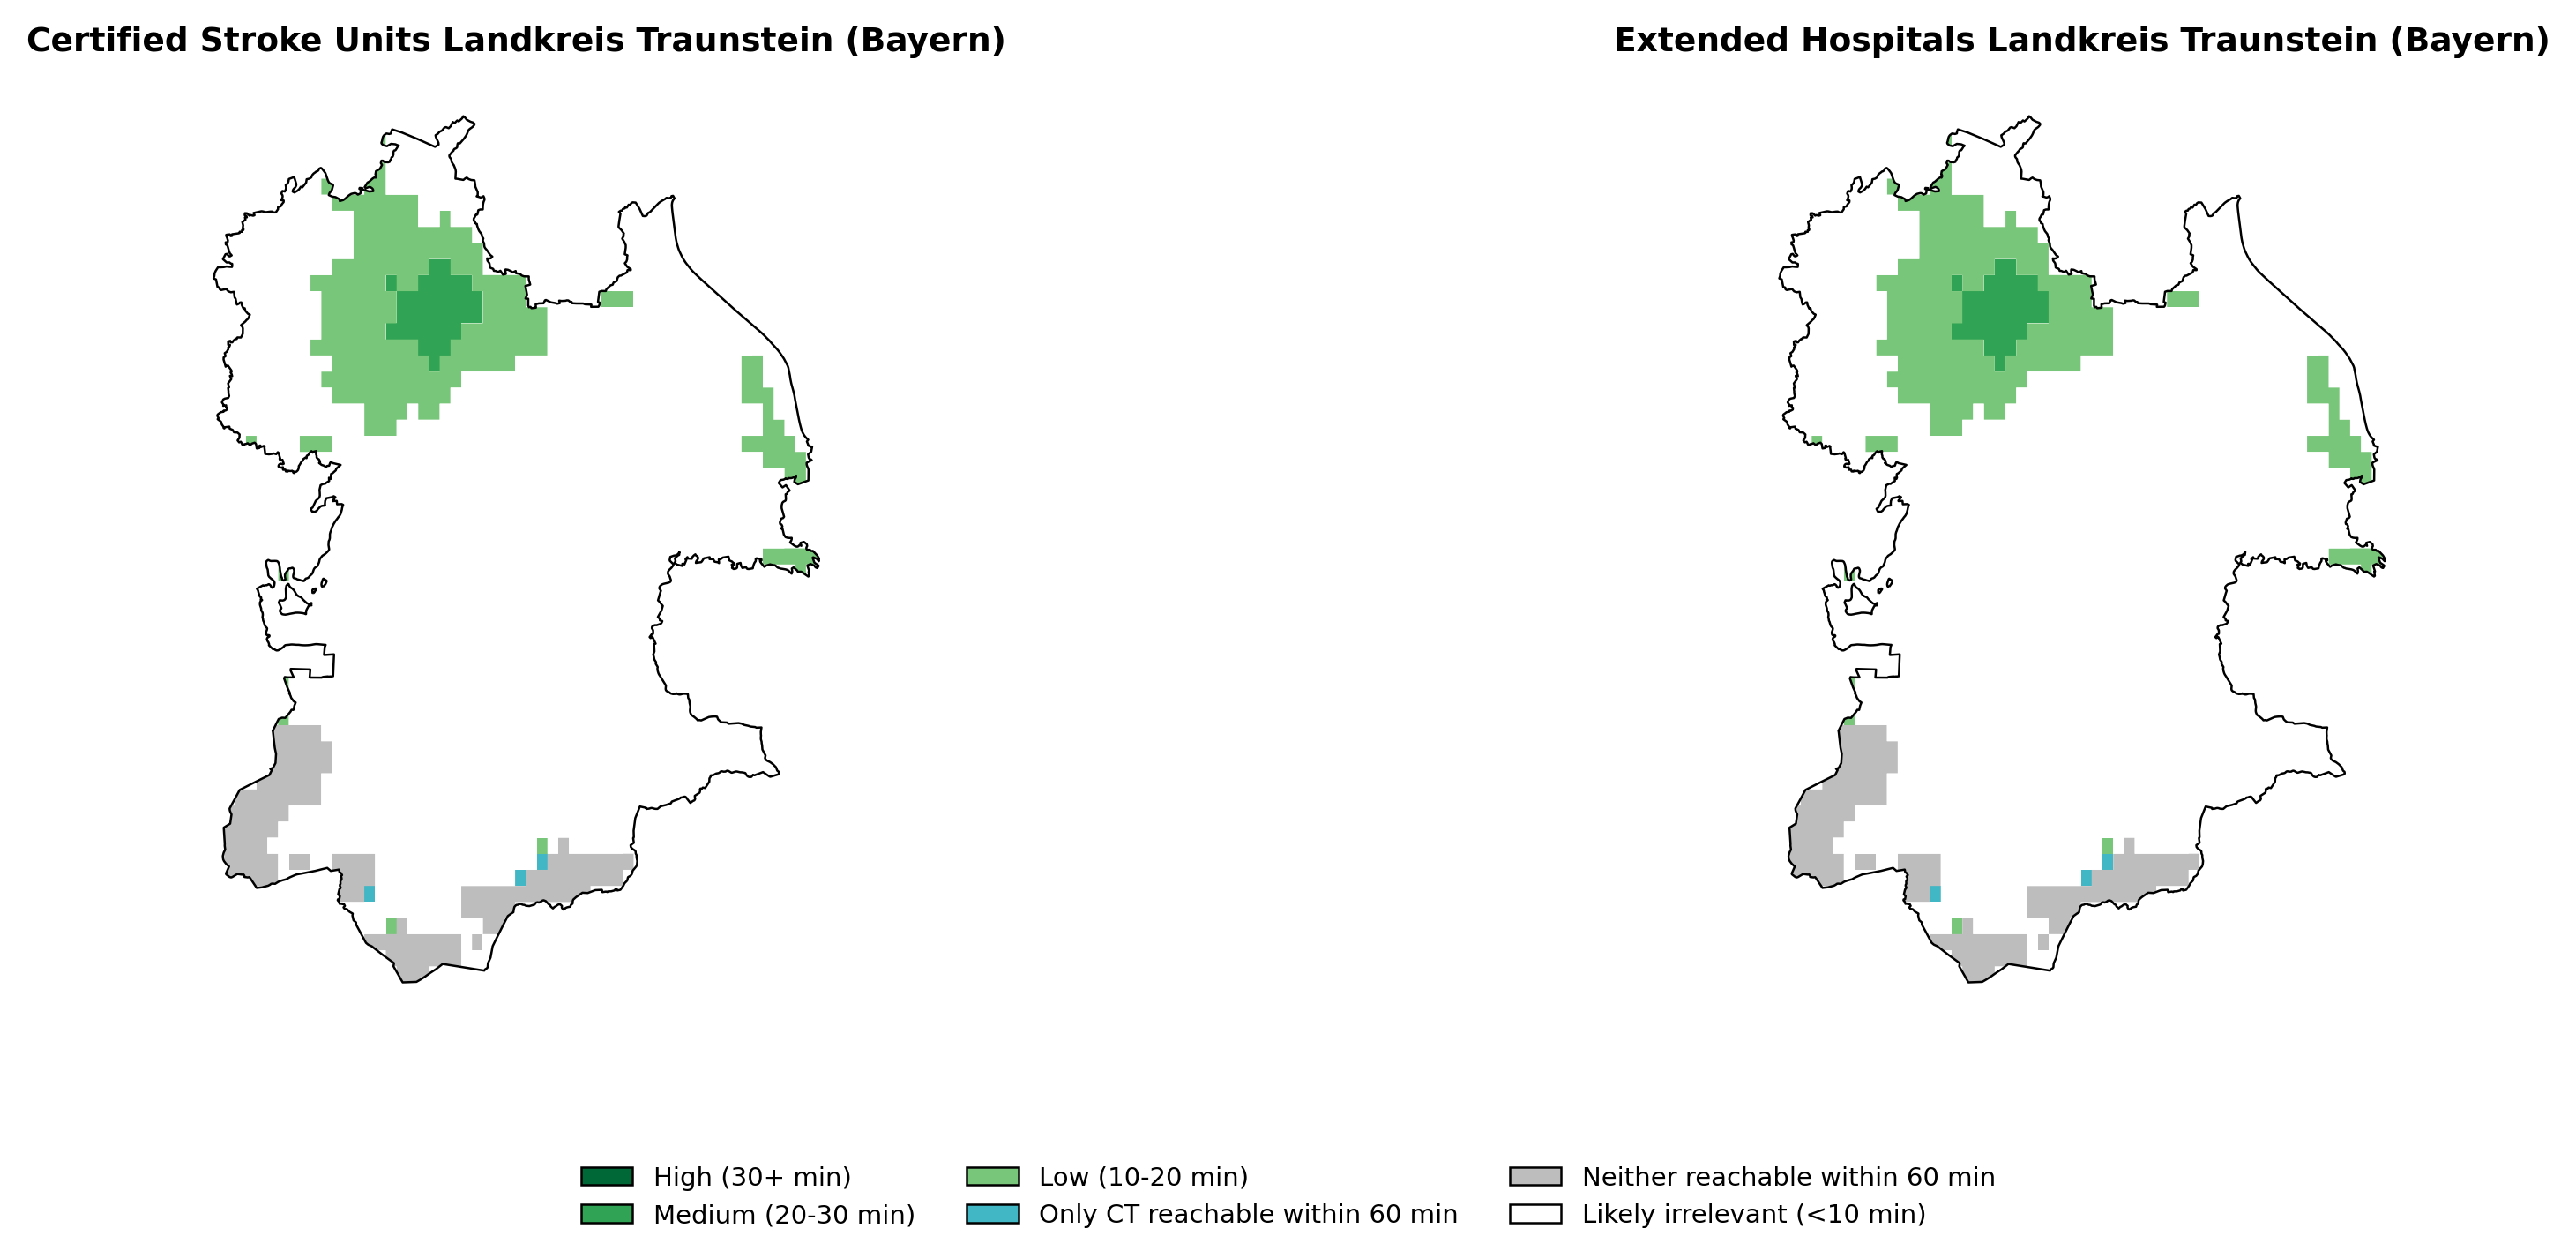 Certified Stroke Units Landkreis Traunstein (Bayern)
Extended Hospitals Landkreis Traunstein (Bayern)
High (30+ min)
Medium (20-30 min)
Low (10-20 min)
Only CT reachable within 60 min
Neither reachable within 60 min
Likely irrelevant (<10 min)